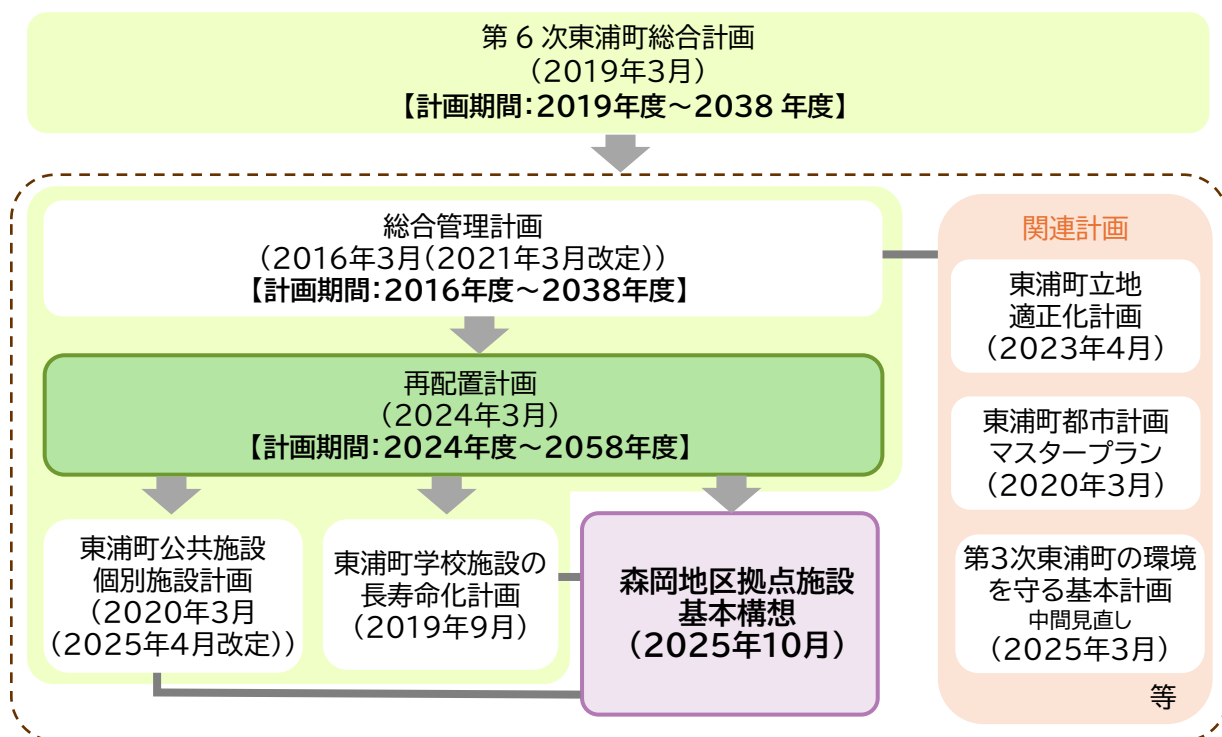 第6次東浦町総合計画
(2019年3月)
【計画期間:2019年度~2038年度】
総合管理計画
(2016年3月(2021年3月改定))
【計画期間:2016年度~2038年度】
再配置計画
(2024年3月)
【計画期間:2024年度~2058年度】
東浦町公共施設
個別施設計画
(2020年3月
(2025年4月改定))
東浦町学校施設の
長寿命化計画
(2019年9月)
森岡地区拠点施設
基本構想
(2025年10月)
関連計画
東浦町立地
適正化計画
(2023年4月)
東浦町都市計画
マスタープラン
(2020年3月)
第3次東浦町の環境
を守る基本計画
中間見直し
(2025年3月)
等